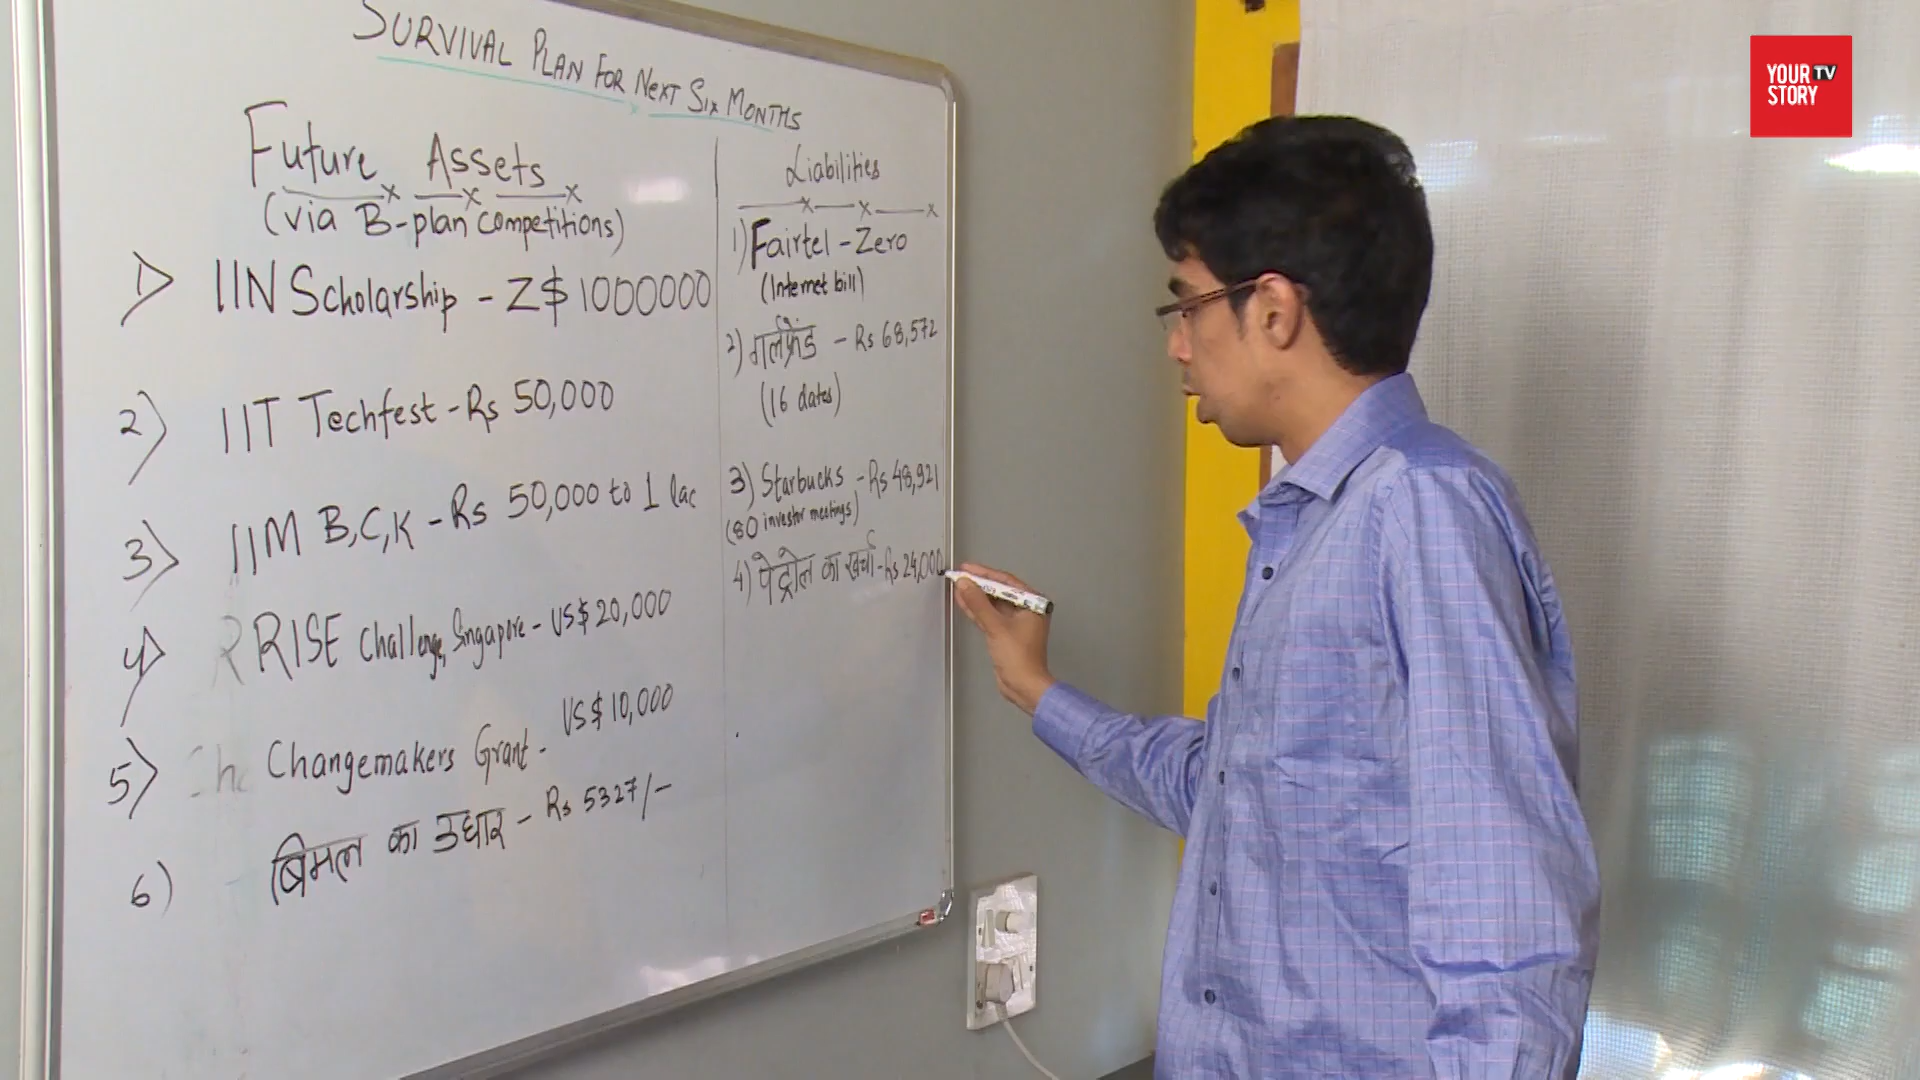 SURVIVAL PLAN FOR NEXT SIX MONTHS
Future Assets
(via B-plan competitions)
1) IIN Scholarship - Z$ 1000000
2) IIT Techfest - Rs 50,000
3) IIM B,C,K - Rs 50,000 to 1 lac
4) RISE Challenge, Singapore - US$ 20,000
5) Changemakers Grant - US$ 10,000
6) बिमल का उधार - Rs 5327/-
Liabilities
1) Fairtel - Zero
(Internet bill)
2) गर्लफ्रेंड - Rs 68,572
(16 dates)
3) Starbucks - Rs 48,921
(80 investor meetings)
4) पेट्रोल का खर्चा - Rs 24,000
YOUR TV
STORY